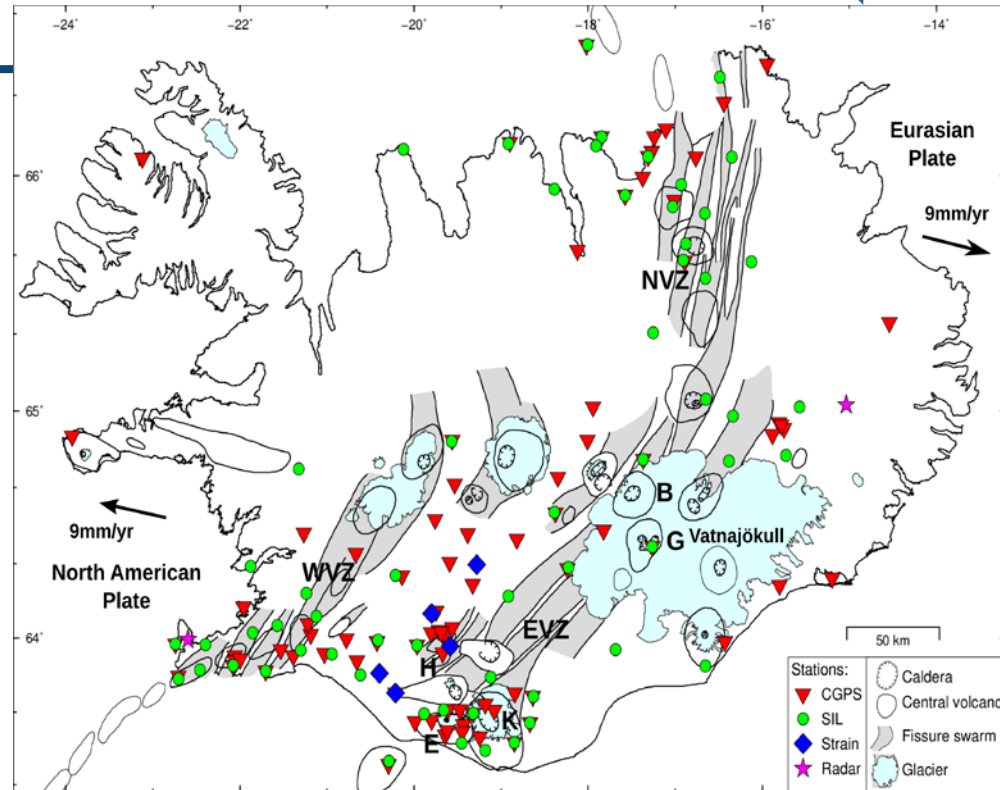 −24
−22
−20
−18
−16
−14
66˚
65˚
64˚
Eurasian
Plate
9mm/yr
NVZ
9mm/yr
North American
Plate
WVZ
B
G
Vatnajökull
EVZ
H
K
E
50 km
Stations:
CGPS
SIL
Strain
Radar
Caldera
Central volcano
Fissure swarm
Glacier